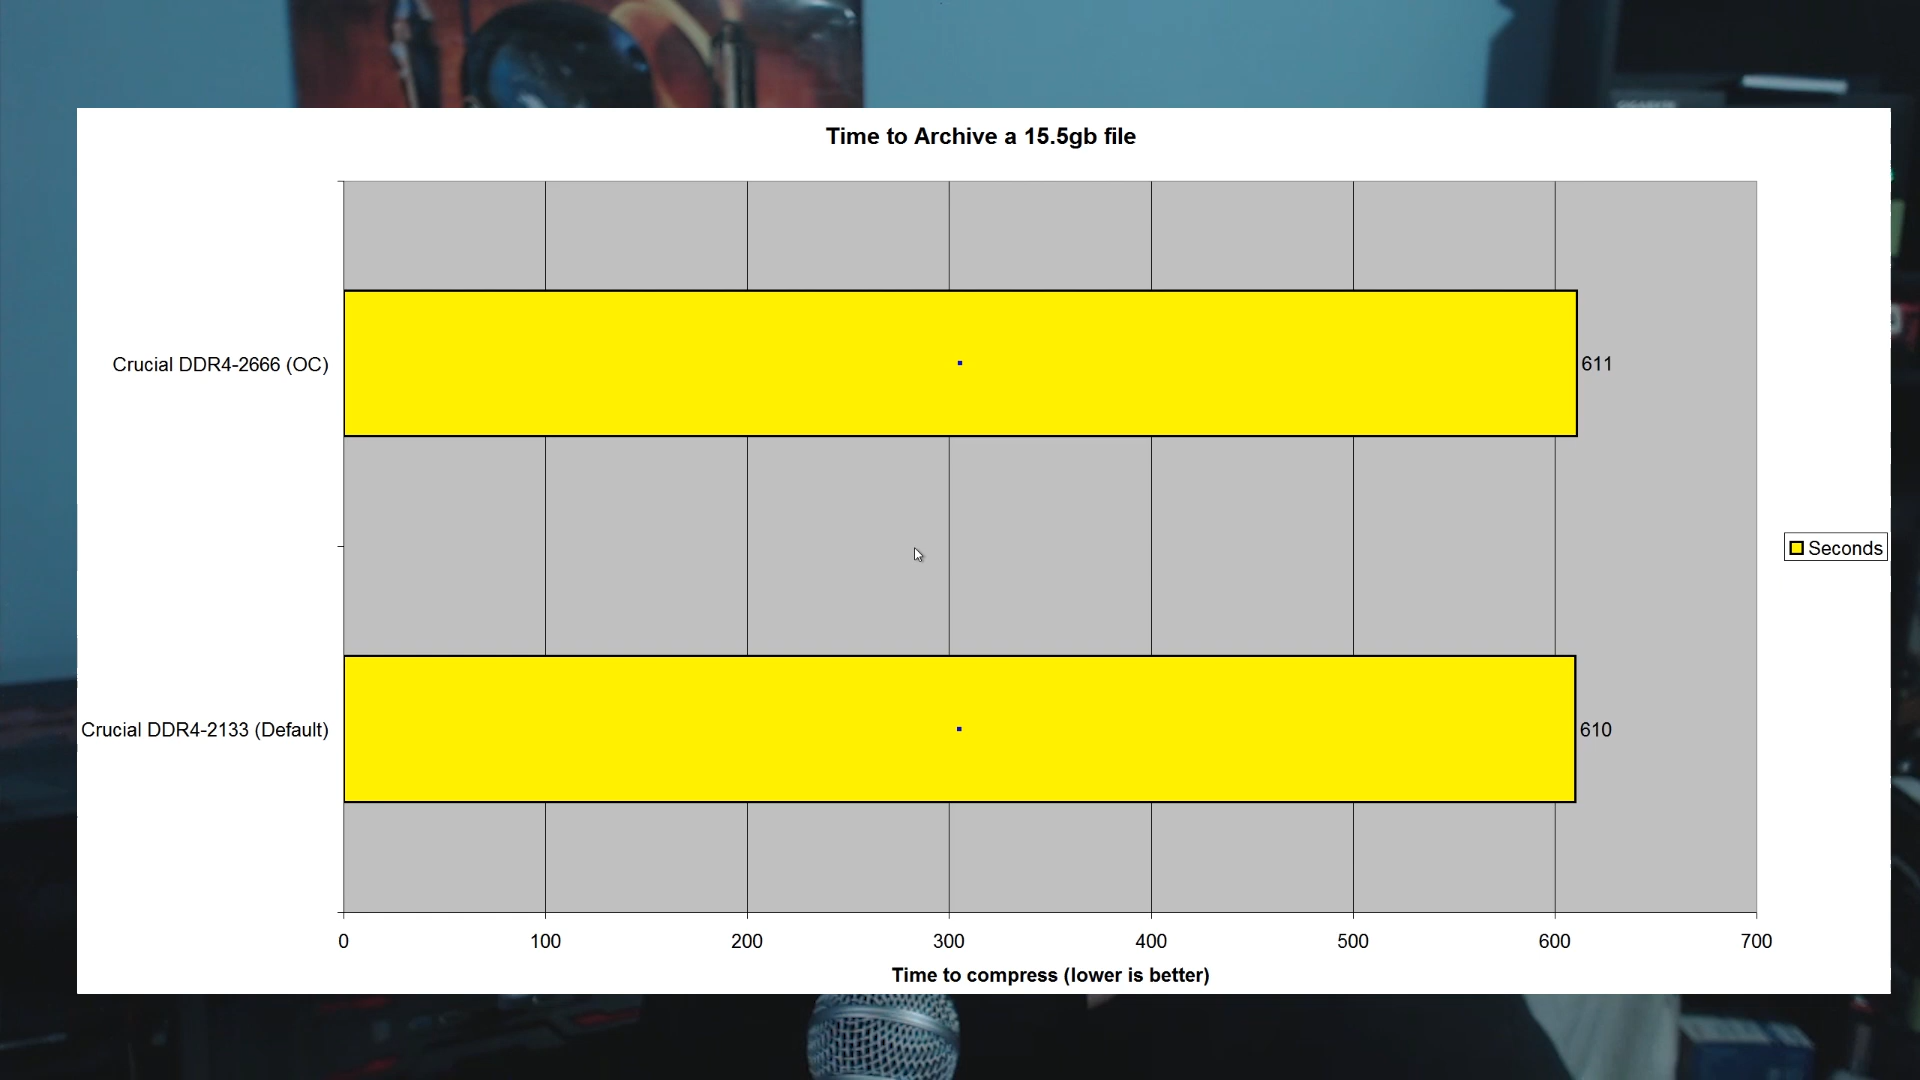 Time to Archive a 15.5gb file
Crucial DDR4-2666 (OC)
611
Seconds
Crucial DDR4-2133 (Default)
610
0 100 200 300 400 500 600 700
Time to compress (lower is better)